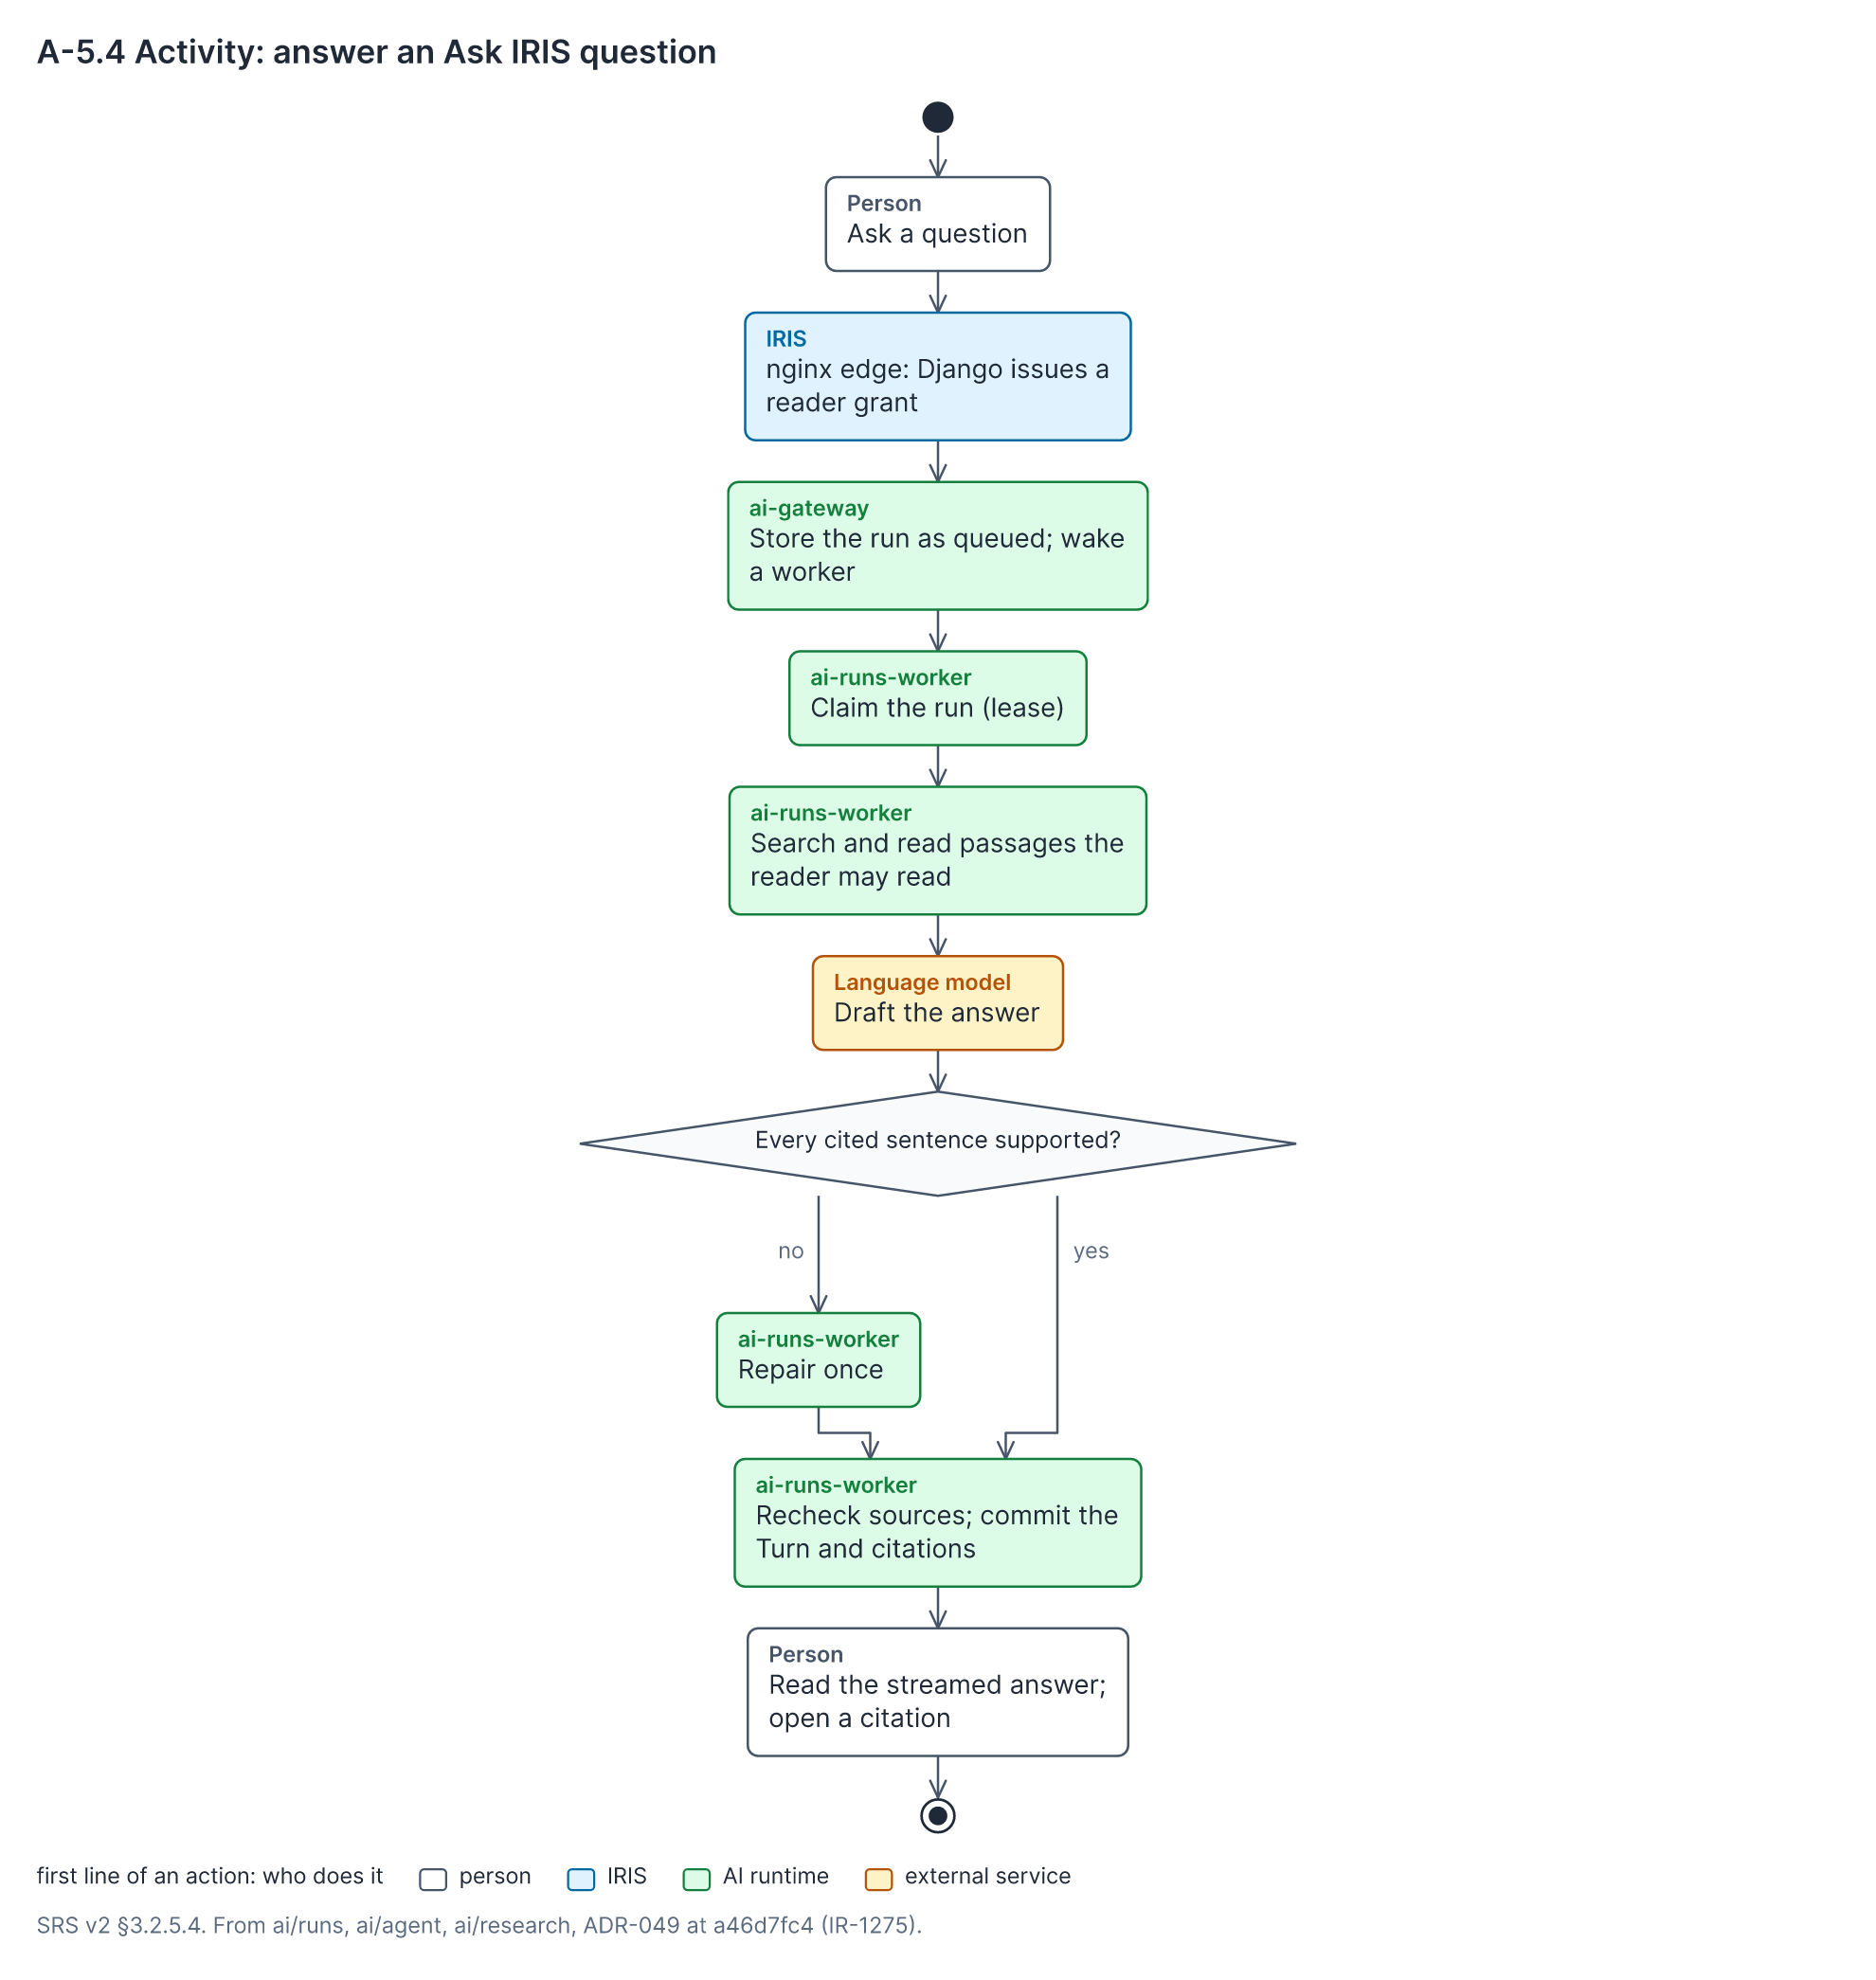 A-5.4 Activity: answer an Ask IRIS question
Person
Ask a question
IRIS
nginx edge: Django issues a
reader grant
ai-gateway
Store the run as queued; wake
a worker
ai-runs-worker
Claim the run (lease)
ai-runs-worker
Search and read passages the
reader may read
Language model
Draft the answer
Every cited sentence supported?
no
yes
ai-runs-worker
Repair once
ai-runs-worker
Recheck sources; commit the
Turn and citations
Person
Read the streamed answer;
open a citation
first line of an action: who does it person IRIS AI runtime external service
SRS v2 §3.2.5.4. From ai/runs, ai/agent, ai/research, ADR-049 at a46d7fc4 (IR-1275).